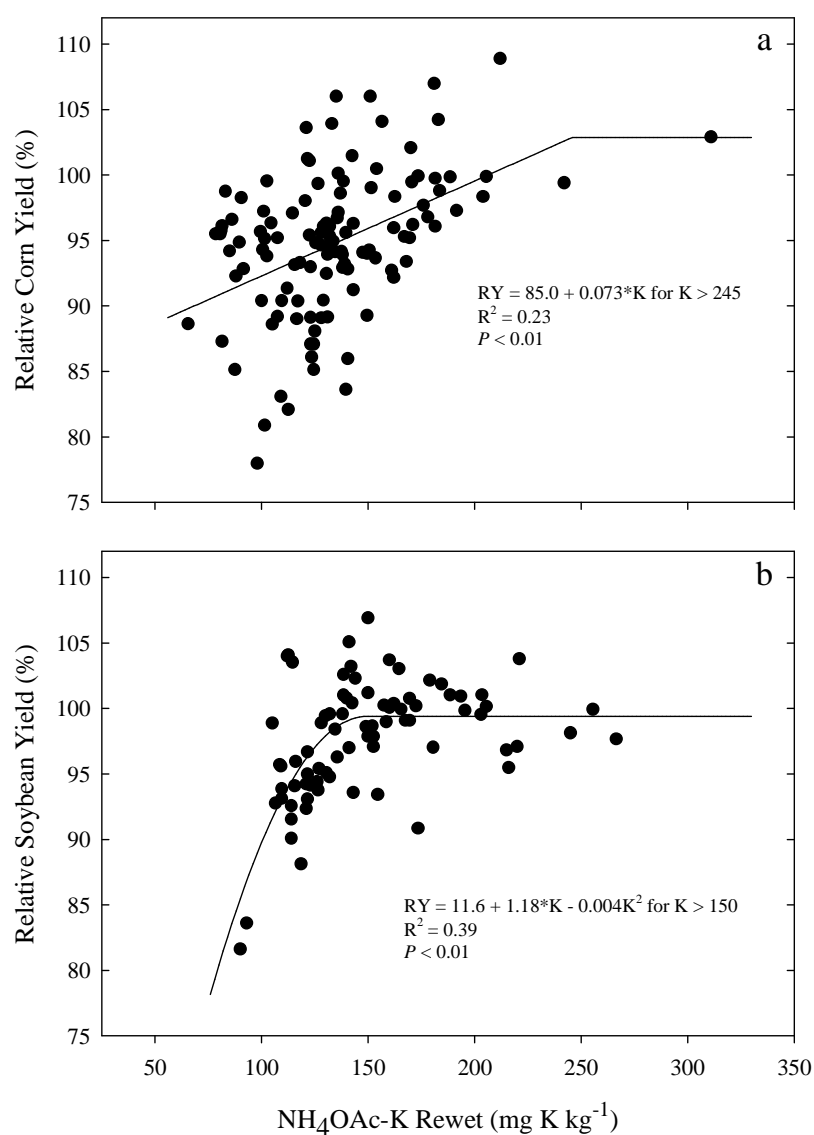 a
110
105
100
95
90
85
80
75
Relative Corn Yield (%)
RY = 85.0 + 0.073*K for K > 245
R² = 0.23
P < 0.01
b
110
105
100
95
90
85
80
75
Relative Soybean Yield (%)
RY = 11.6 + 1.18*K - 0.004K² for K > 150
R² = 0.39
P < 0.01
50 100 150 200 250 300 350
NH₄OAc-K Rewet (mg K kg⁻¹)